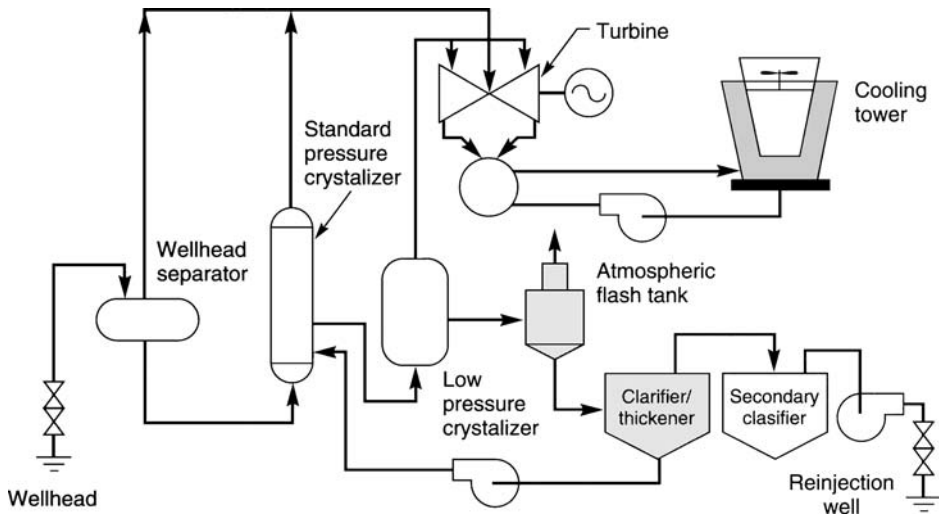 Turbine
Cooling
tower
Standard
pressure
crystalizer
Wellhead
separator
Atmospheric
flash tank
Low
pressure
crystalizer
Clarifier/
thickener
Secondary
clasifier
Wellhead
Reinjection
well